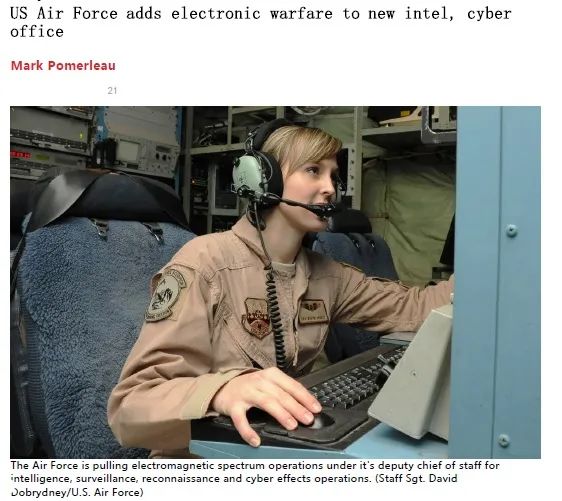 US Air Force adds electronic warfare to new intel, cyber
office
Mark Pomerleau
21
The Air Force is pulling electromagnetic spectrum operations under it's deputy chief of staff for
intelligence, surveillance, reconnaissance and cyber effects operations. (Staff Sgt. David
Dobrydney/U.S. Air Force)